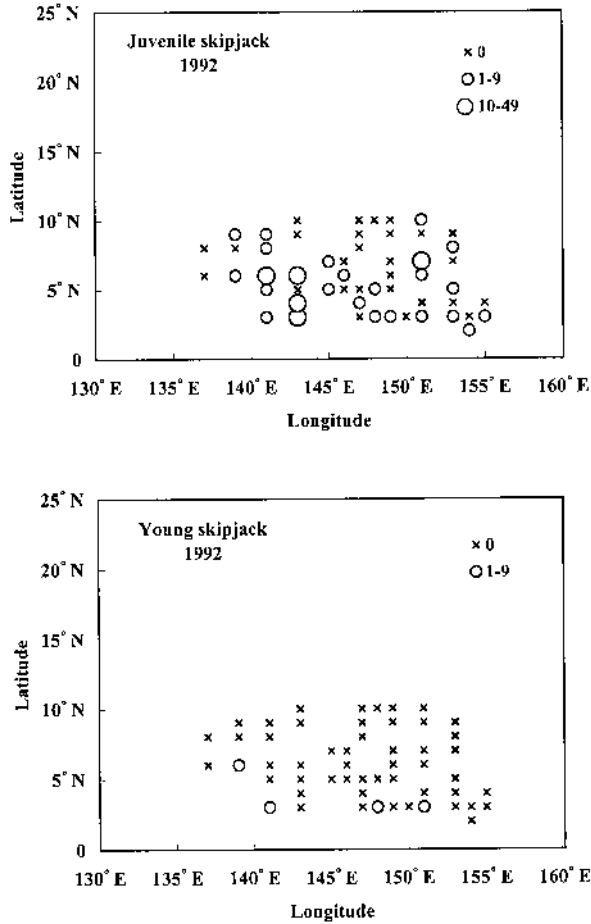 25° N
Juvenile skipjack
1992
× 0
1-9
10-49
20° N
15° N
10° N
5° N
0
Latitude
130° E 135° E 140° E 145° E 150° E 155° E 160° E
Longitude
25° N
Young skipjack
1992
× 0
1-9
20° N
15° N
10° N
5° N
0
Latitude
130° E 135° E 140° E 145° E 150° E 155° E 160° E
Longitude